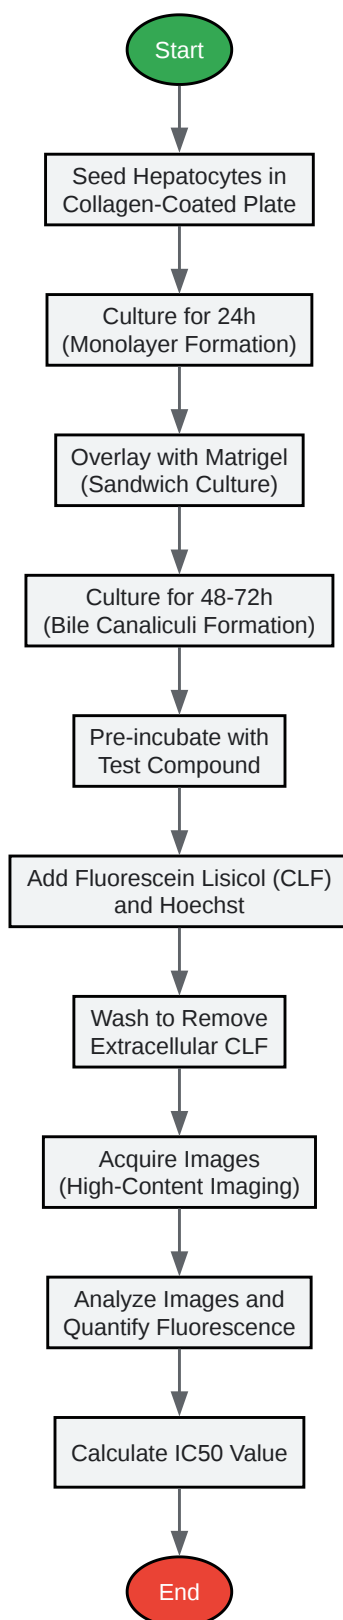 Start
Seed Hepatocytes in
Collagen-Coated Plate
Culture for 24h
(Monolayer Formation)
Overlay with Matrigel
(Sandwich Culture)
Culture for 48-72h
(Bile Canaliculi Formation)
Pre-incubate with
Test Compound
Add Fluorescein Lisicol (CLF)
and Hoechst
Wash to Remove
Extracellular CLF
Acquire Images
(High-Content Imaging)
Analyze Images and
Quantify Fluorescence
Calculate IC50 Value
End